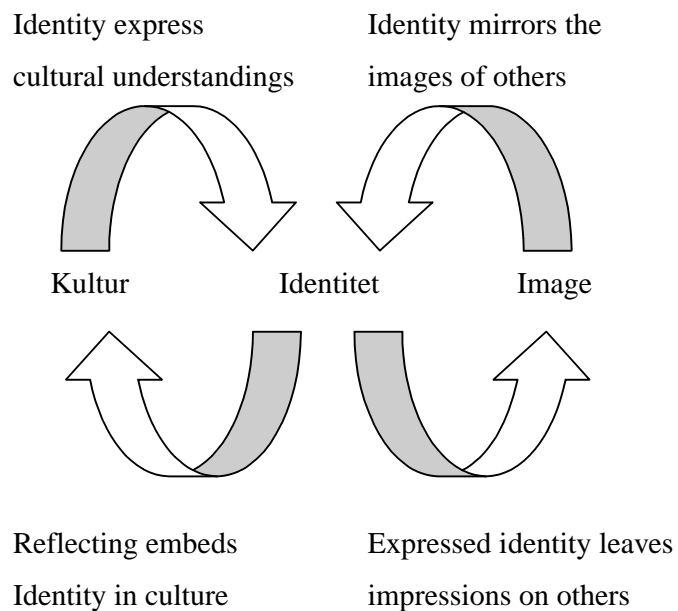 Identity express
cultural understandings
Identity mirrors the
images of others
Kultur
Identitet
Image
Reflecting embeds
Identity in culture
Expressed identity leaves
impressions on others